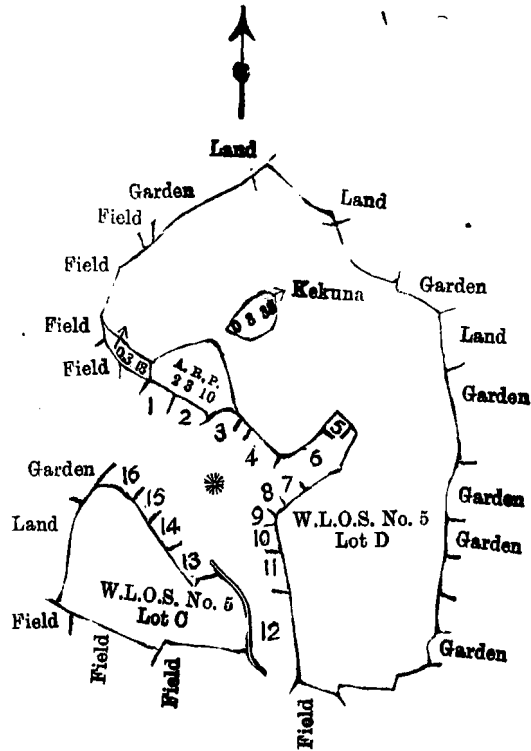 Land
Garden
Land
Field
Field
Garden
Kekuna
Field
Land
0.3 18
A. R. P.
2 3 10
Field
Garden
1
2
3
4
5
6
7
8
9
10
11
12
13
14
15
16
Garden
Land
W.L.O.S. No. 5
Lot D
Garden
Garden
W.L.O.S. No. 5
Lot C
Field
Field
Field
Garden
Field